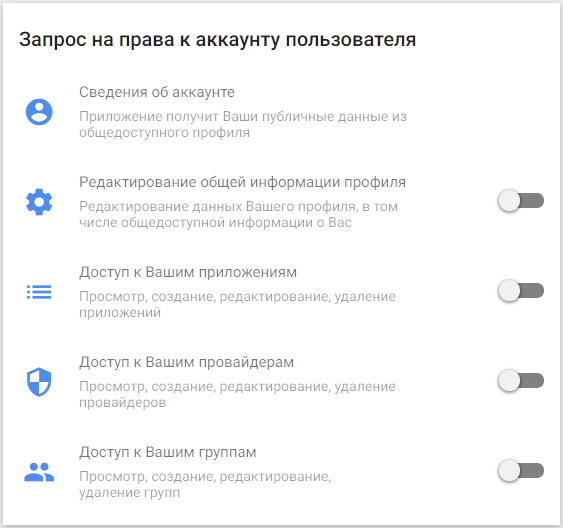 Запрос на права к аккаунту пользователя
Сведения об аккаунте
Приложение получит Ваши публичные данные из
общедоступного профиля
Редактирование общей информации профиля
Редактирование данных Вашего профиля, в том
числе общедоступной информации о Вас
Доступ к Вашим приложениям
Просмотр, создание, редактирование, удаление
приложений
Доступ к Вашим провайдерам
Просмотр, создание, редактирование, удаление
провайдеров
Доступ к Вашим группам
Просмотр, создание, редактирование,
удаление групп